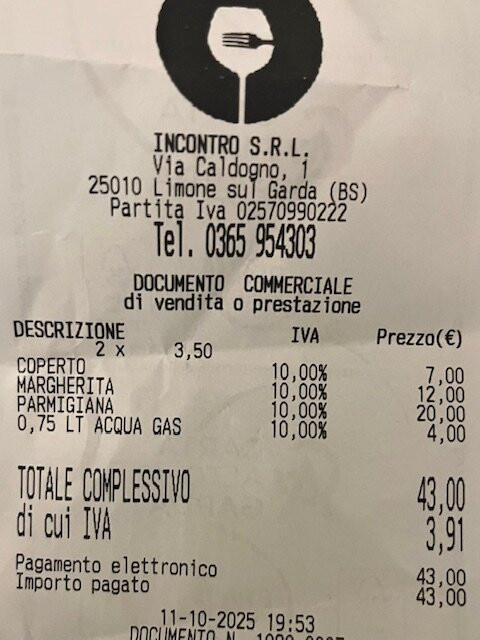 INCONTRO S.R.L.
Via Caldogno, 1
25010 Limone sul Garda (BS)
Partita Iva 02570990222
Tel. 0365 954303
DOCUMENTO COMMERCIALE
di vendita o prestazione
DESCRIZIONE IVA Prezzo(€)
2 x 3,50
COPERTO 10,00% 7,00
MARGHERITA 10,00% 12,00
PARMIGIANA 10,00% 20,00
0,75 LT ACQUA GAS 10,00% 4,00
TOTALE COMPLESSIVO 43,00
di cui IVA 3,91
Pagamento elettronico 43,00
Importo pagato 43,00
11-10-2025 19:53
DOCUMENTO N.